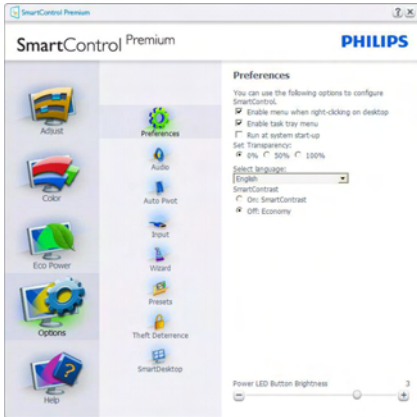 SmartControl Premium
SmartControl Premium
PHILIPS
Adjust
Color
Eco Power
Options
Help
Preferences
Audio
Auto Pivot
Input
Wizard
Presets
Theft Deterrence
SmartDesktop
Preferences
You can use the following options to configure
SmartControl.
Enable menu when right-clicking on desktop
Enable task tray menu
Run at system start-up
Set Transparency:
0% 50% 100%
Select language:
English
SmartContrast
On: SmartContrast
Off: Economy
Power LED Button Brightness 3